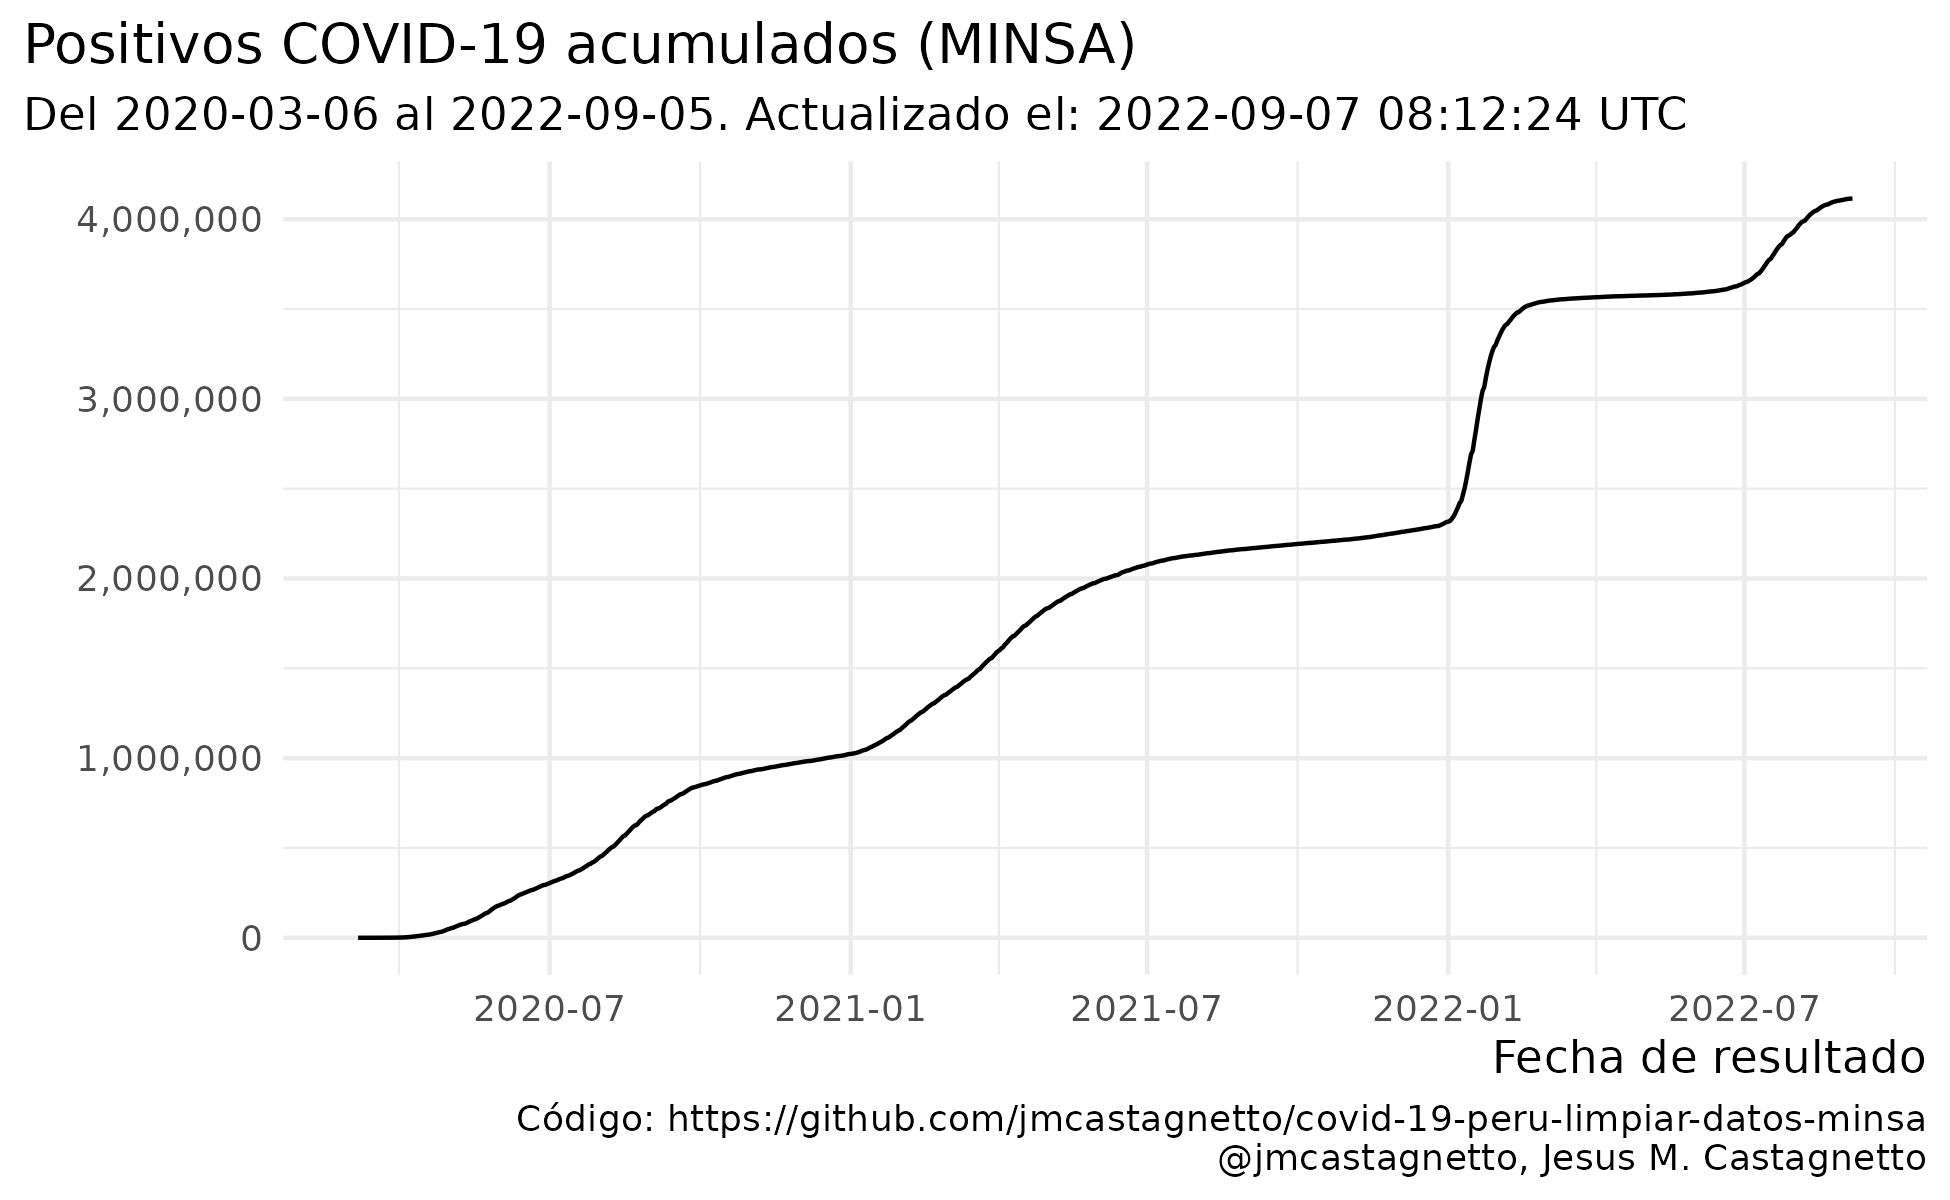 Positivos COVID-19 acumulados (MINSA)
Del 2020-03-06 al 2022-09-05. Actualizado el: 2022-09-07 08:12:24 UTC
4,000,000
3,000,000
2,000,000
1,000,000
0
2020-07 2021-01 2021-07 2022-01 2022-07
Fecha de resultado
Código: https://github.com/jmcastagnetto/covid-19-peru-limpiar-datos-minsa
@jmcastagnetto, Jesus M. Castagnetto